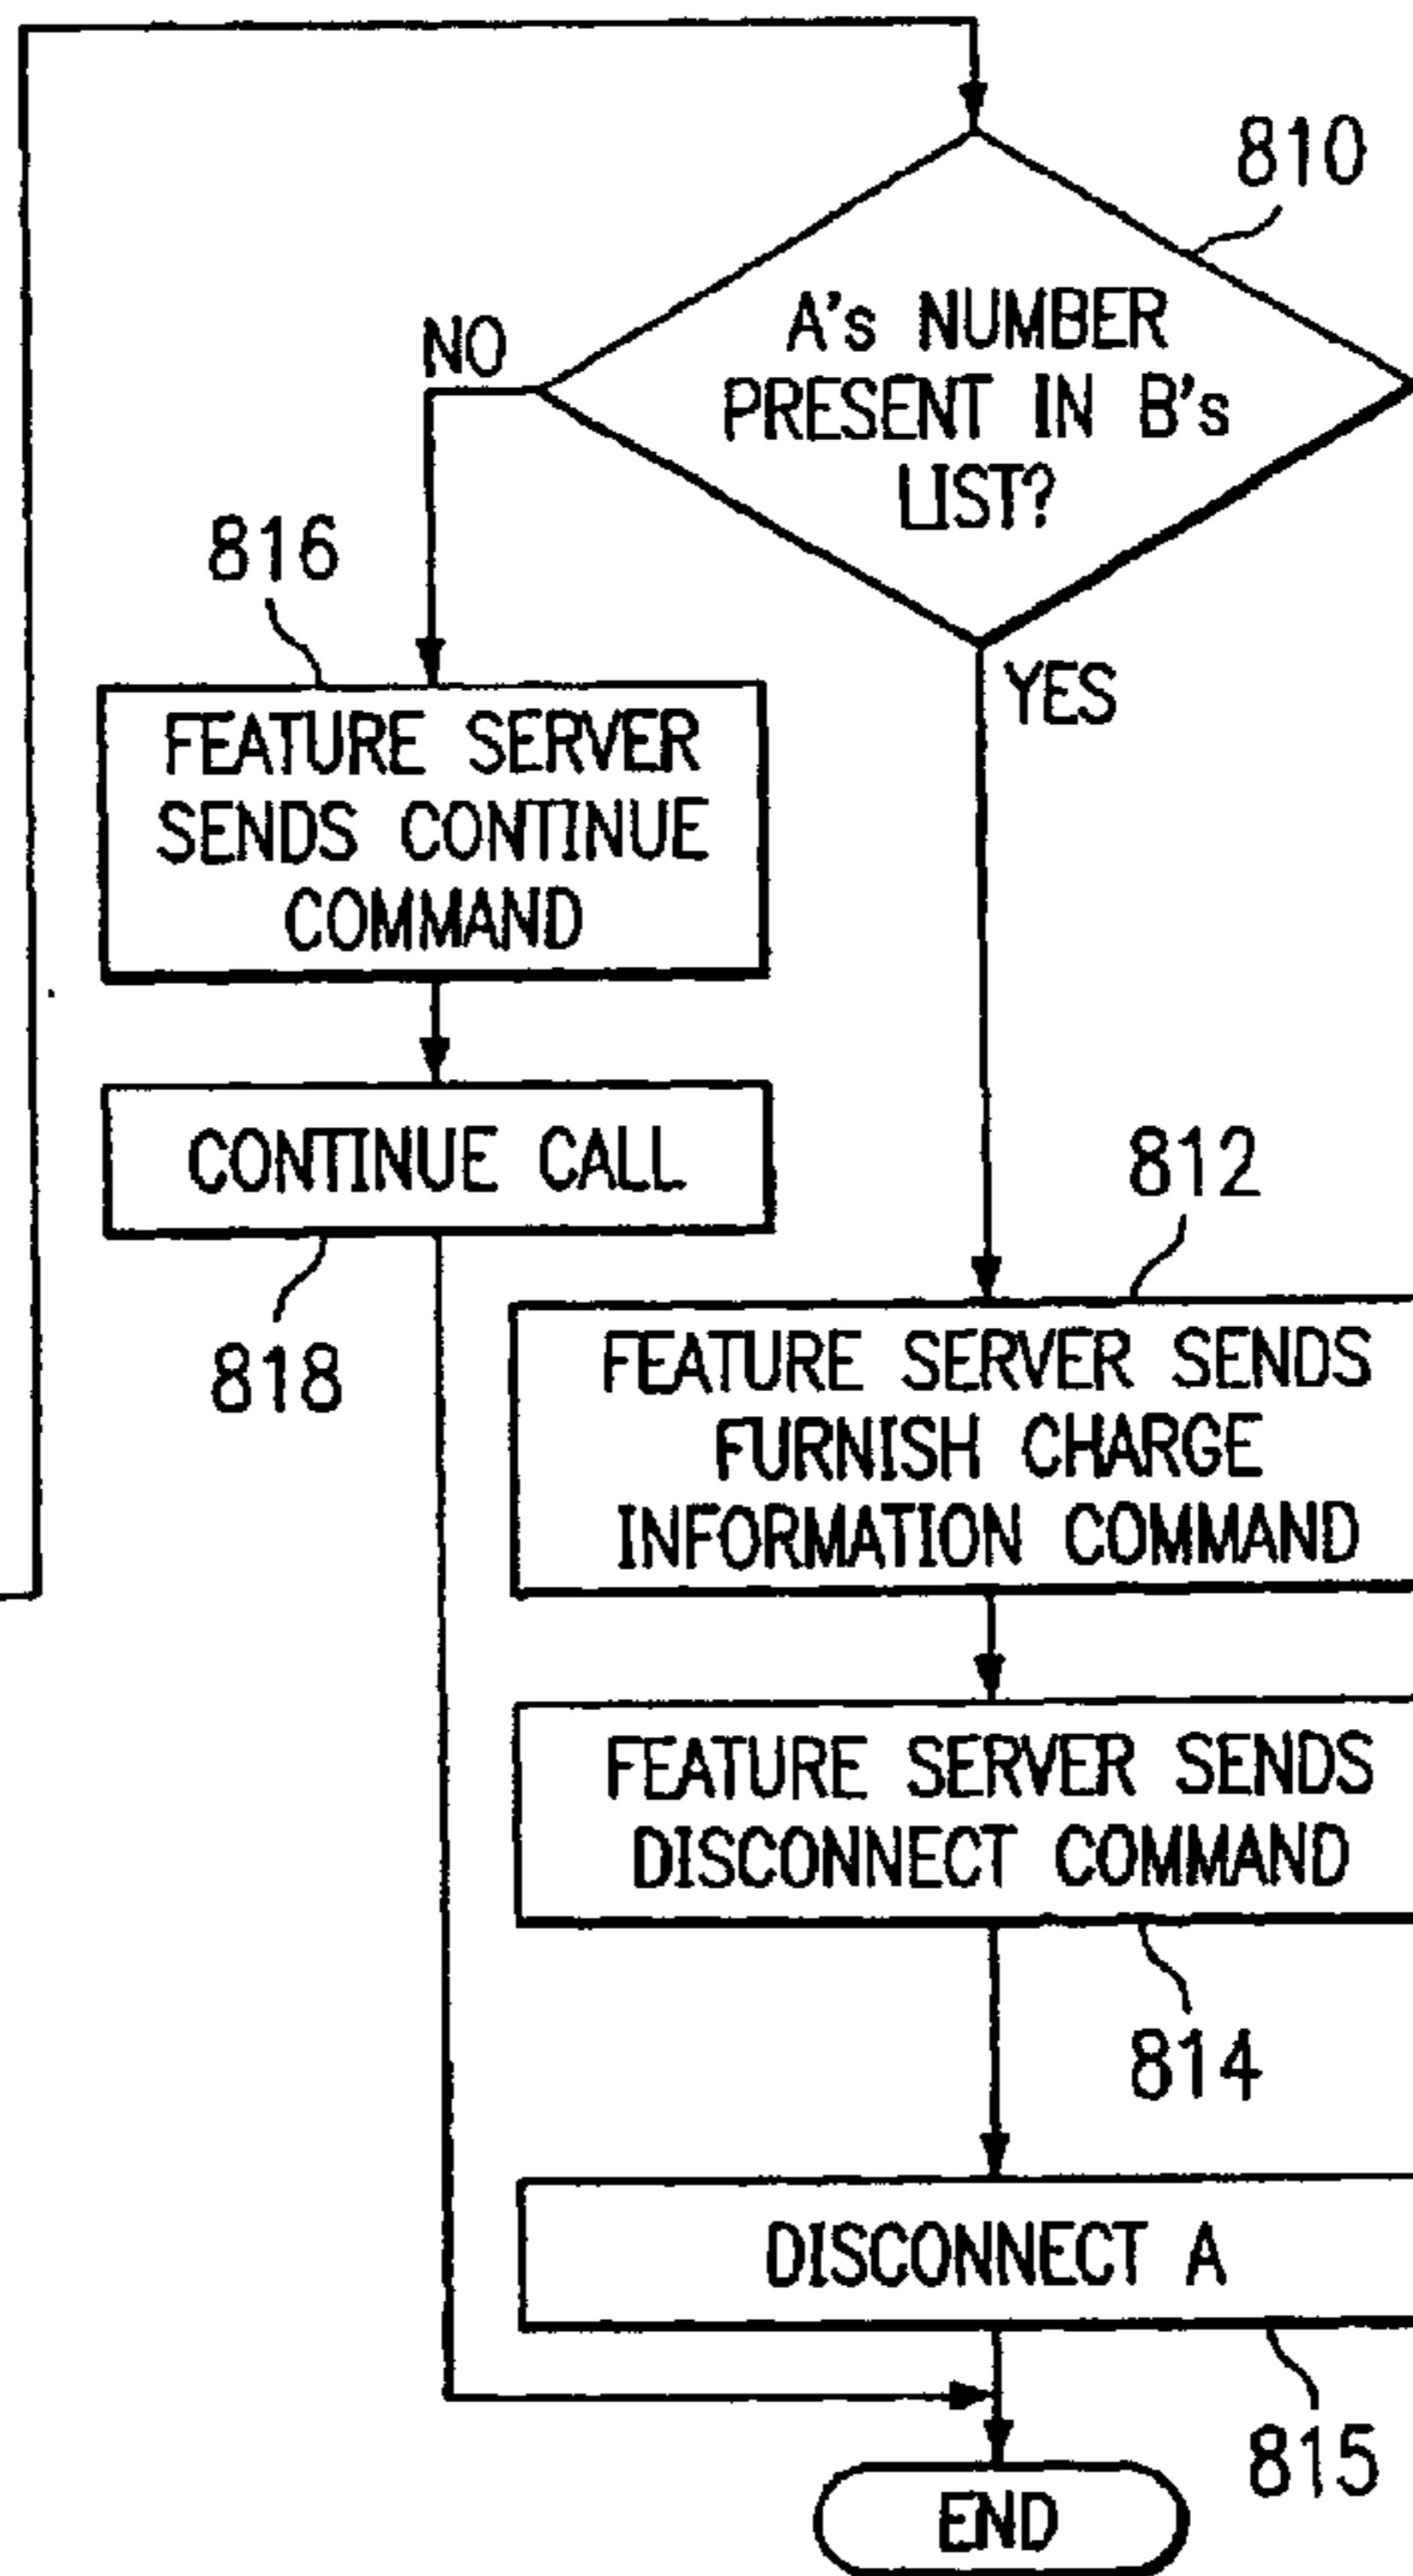 810
A's NUMBER
PRESENT IN B's
LIST?
NO
YES
816
FEATURE SERVER
SENDS CONTINUE
COMMAND
CONTINUE CALL
818
812
FEATURE SERVER SENDS
FURNISH CHARGE
INFORMATION COMMAND
FEATURE SERVER SENDS
DISCONNECT COMMAND
814
DISCONNECT A
815
END